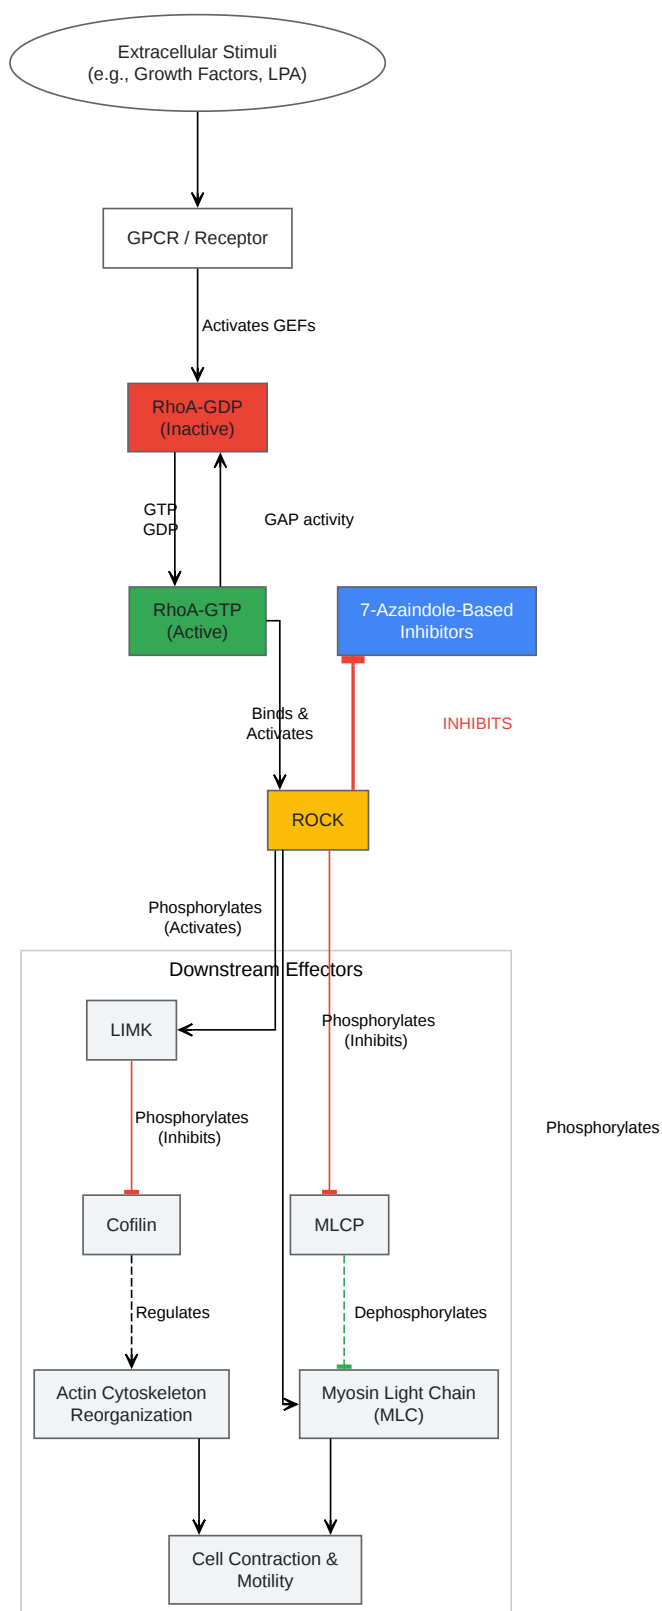 Extracellular Stimuli
(e.g., Growth Factors, LPA)
GPCR / Receptor
Activates GEFs
RhoA-GDP
(Inactive)
GTP
GDP
GAP activity
RhoA-GTP
(Active)
7-Azaindole-Based
Inhibitors
Binds &
Activates
INHIBITS
ROCK
Phosphorylates
(Activates)
Downstream Effectors
LIMK
Phosphorylates
(Inhibits)
Phosphorylates
(Inhibits)
Phosphorylates
Cofilin
MLCP
Regulates
Dephosphorylates
Actin Cytoskeleton
Reorganization
Myosin Light Chain
(MLC)
Cell Contraction &
Motility